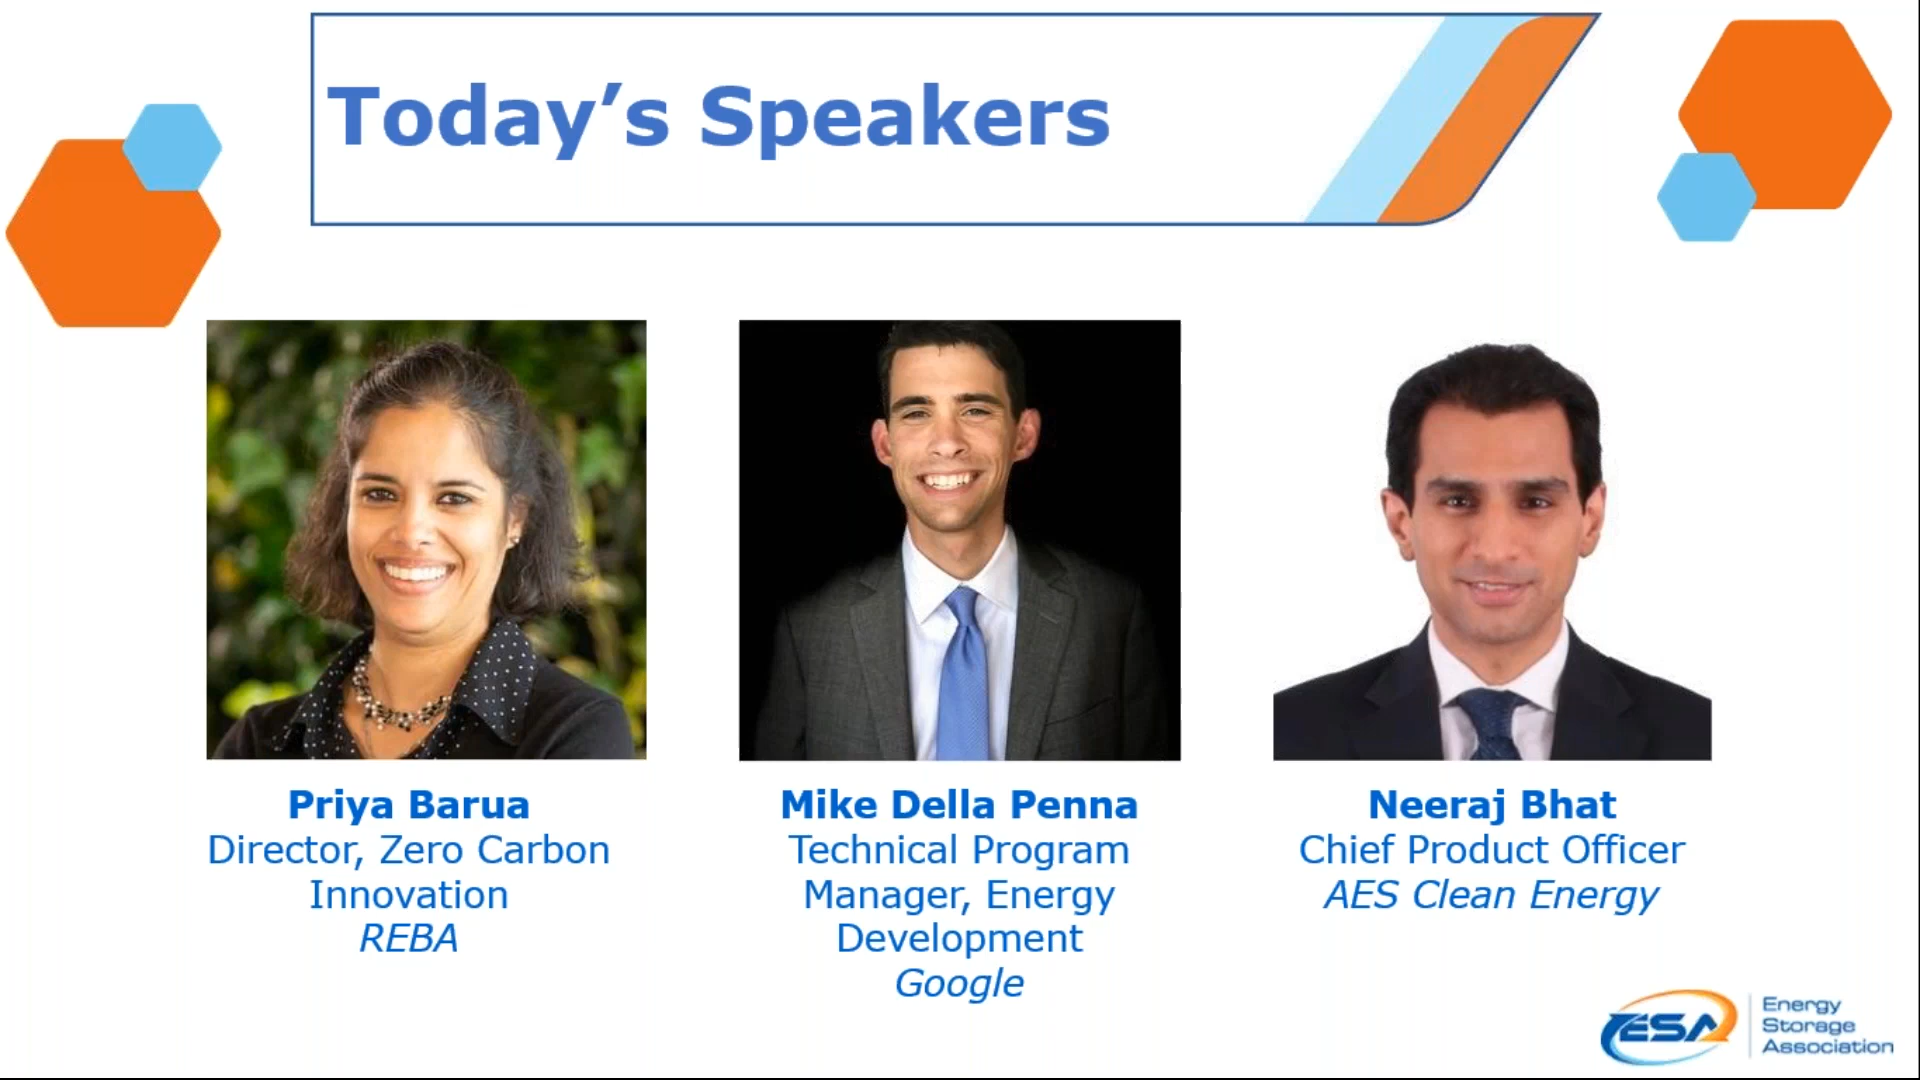 Today’s Speakers
Priya Barua
Director, Zero Carbon
Innovation
REBA
Mike Della Penna
Technical Program
Manager, Energy
Development
Google
Neeraj Bhat
Chief Product Officer
AES Clean Energy
ESA
Energy
Storage
Association